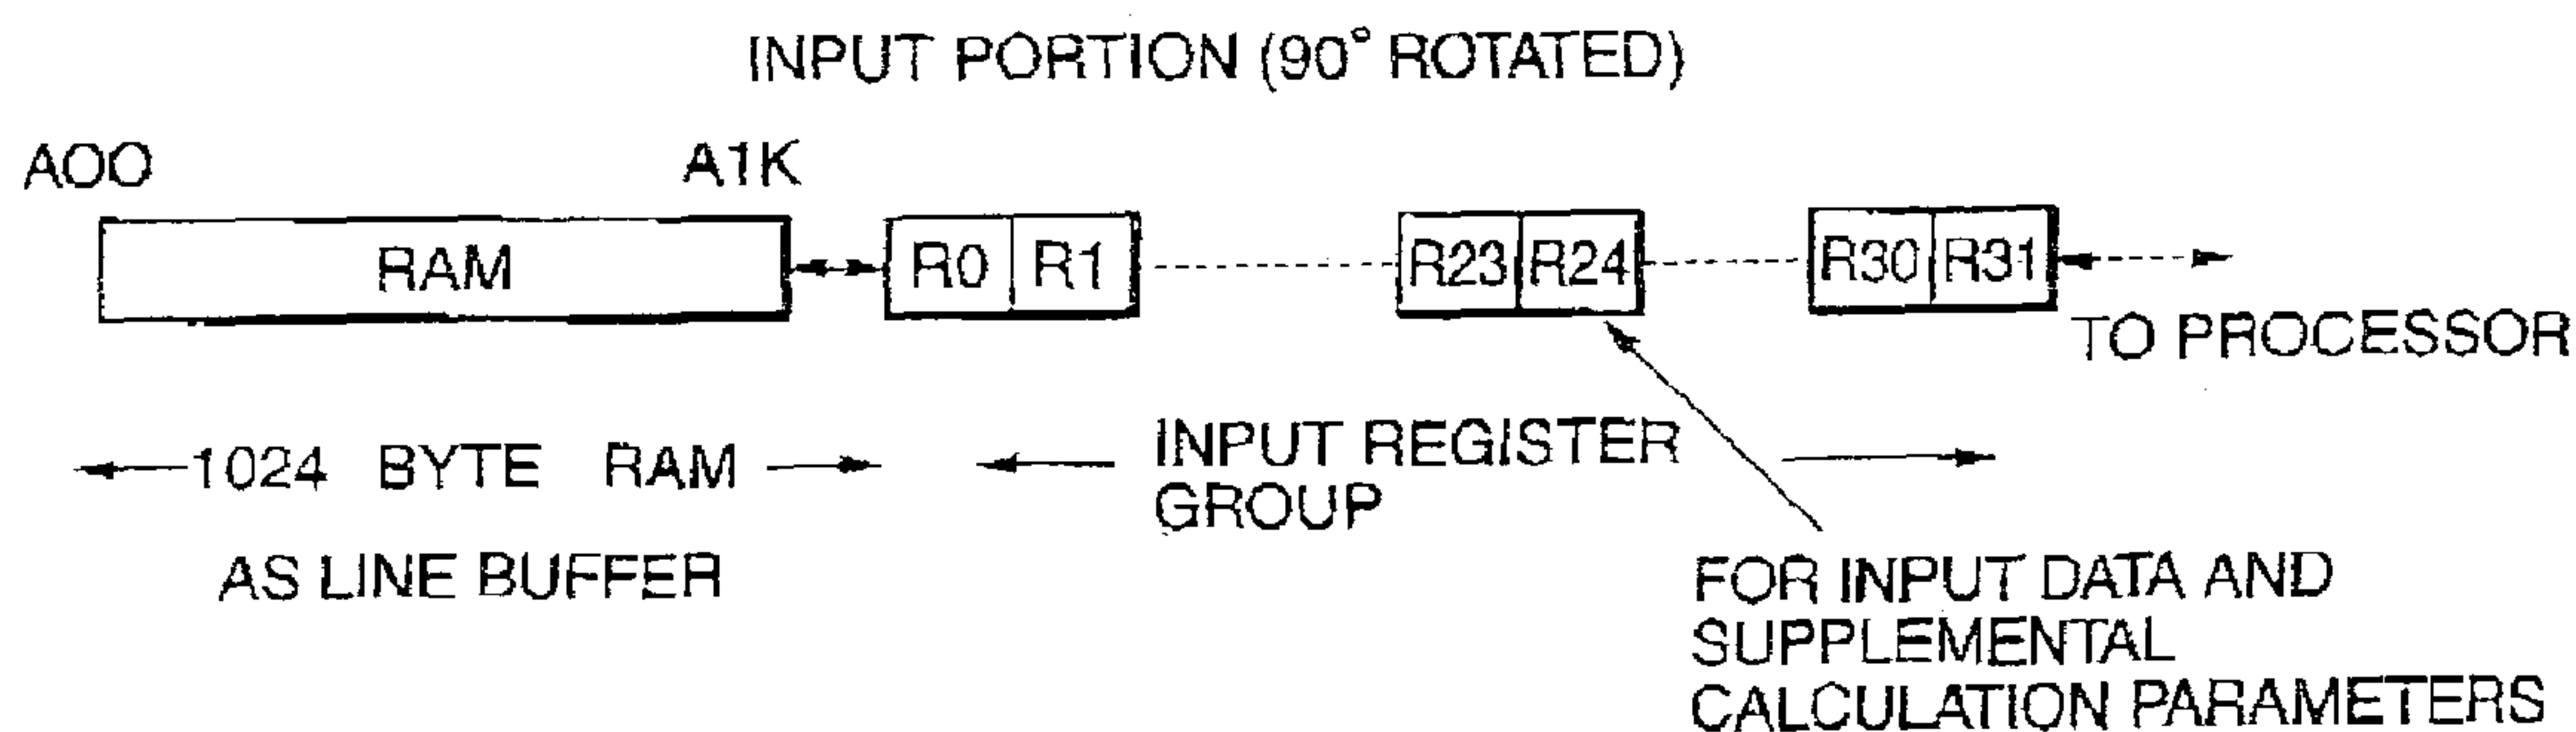 INPUT PORTION (90° ROTATED)
A00 A1K
RAM R0 R1 R23 R24 R30 R31
TO PROCESSOR
1024 BYTE RAM
AS LINE BUFFER
INPUT REGISTER
GROUP
FOR INPUT DATA AND
SUPPLEMENTAL
CALCULATION PARAMETERS